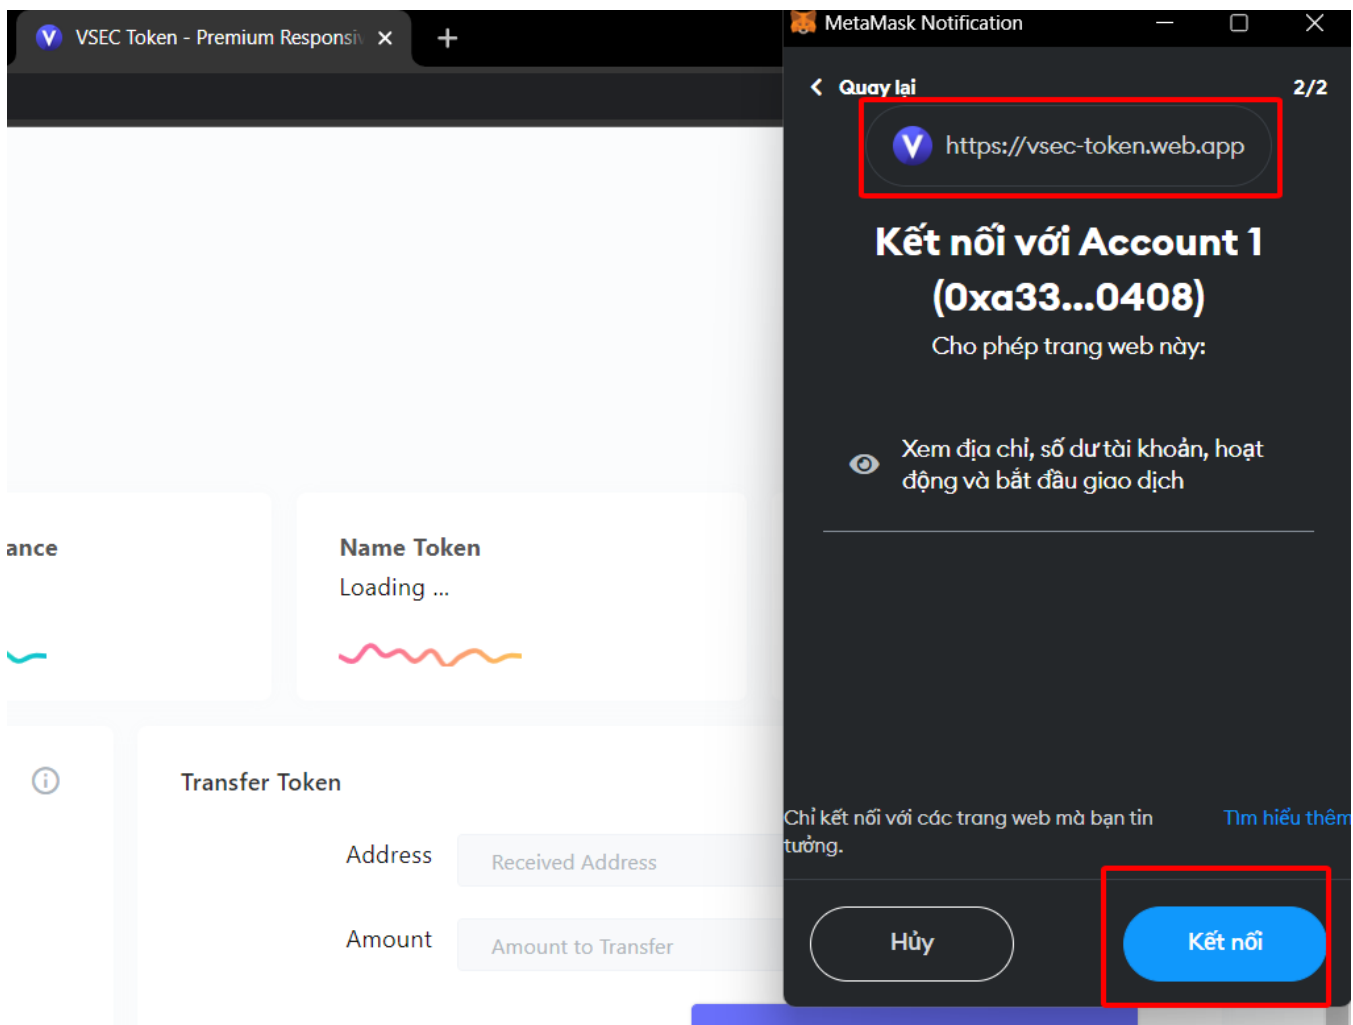 VSEC Token - Premium Responsiv
MetaMask Notification
Quay lại
2/2
https://vsec-token.web.app
Kết nối với Account 1
(0xa33...0408)
Cho phép trang web này:
Xem địa chỉ, số dư tài khoản, hoạt
động và bắt đầu giao dịch
ance
Name Token
Loading ...
Transfer Token
Address
Received Address
Amount
Amount to Transfer
Chỉ kết nối với các trang web mà bạn tin
tưởng.
Tìm hiểu thêm
Hủy
Kết nối